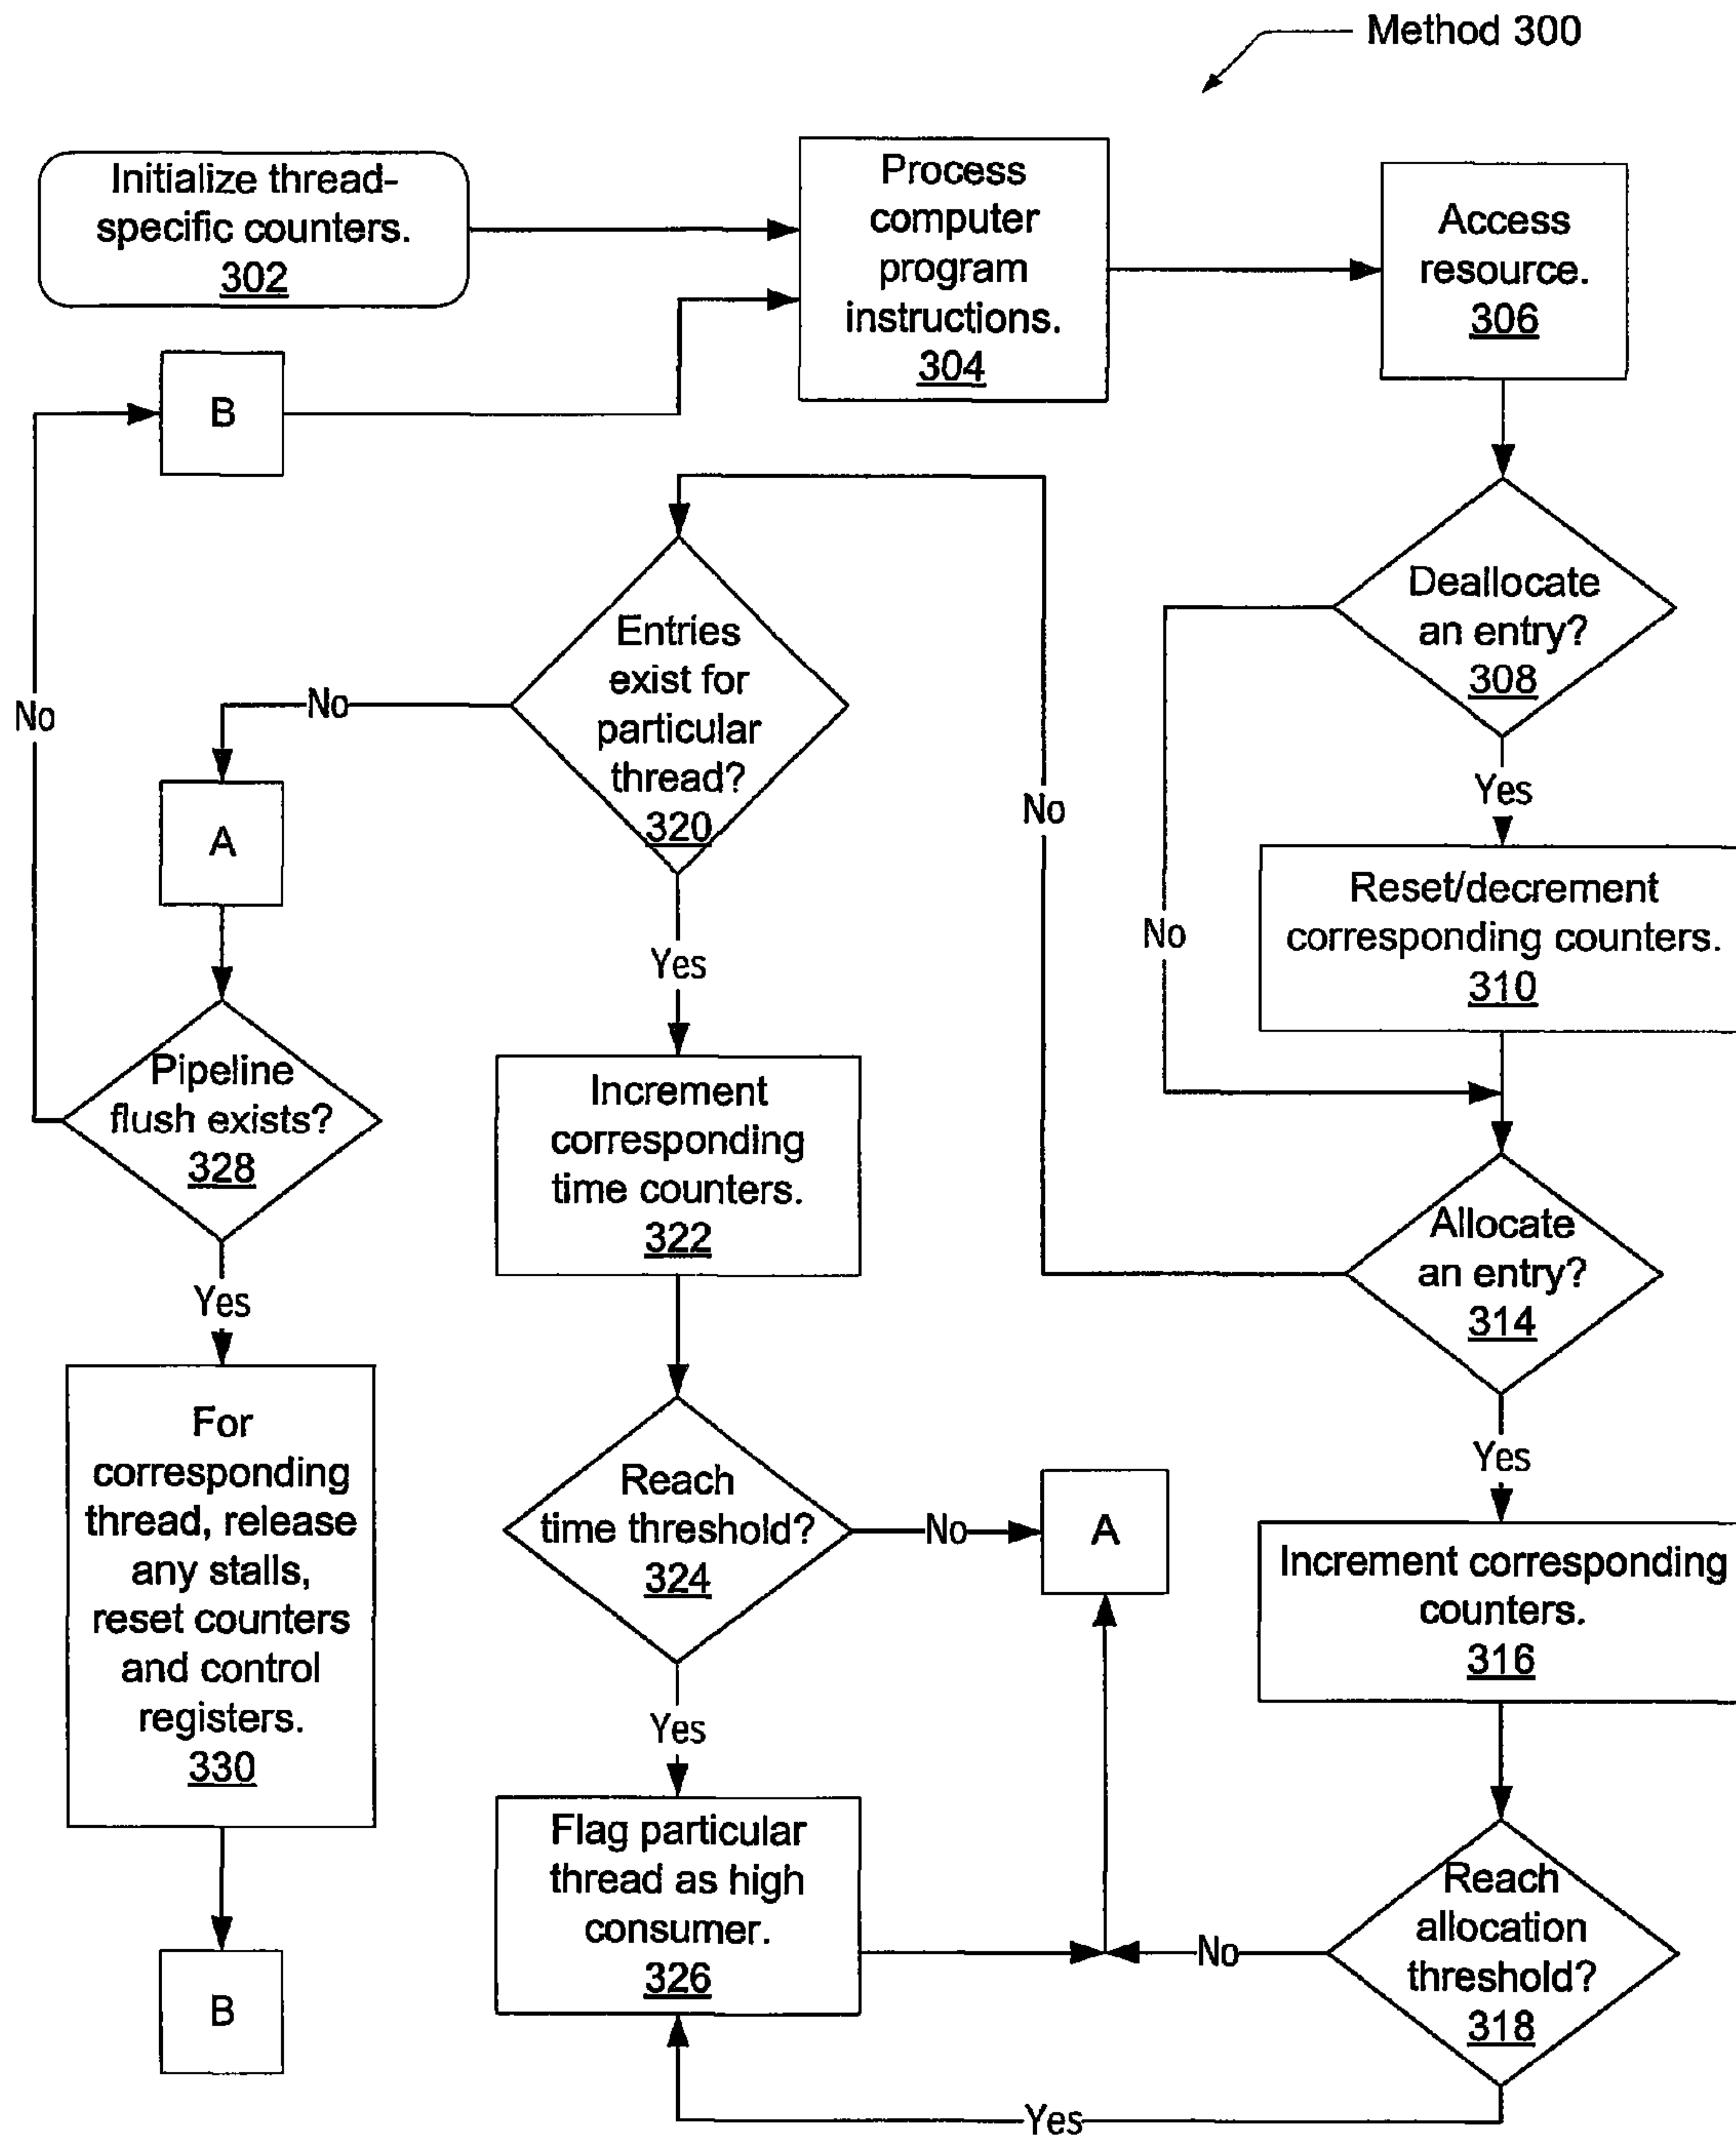 Method 300
Initialize thread-
specific counters.
302
Process
computer
program
instructions.
304
Access
resource.
306
B
Deallocate
an entry?
308
Entries
exist for
particular
thread?
320
No
No
No
Yes
A
Reset/decrement
corresponding counters.
310
No
Yes
Pipeline
flush exists?
328
Increment
corresponding
time counters.
322
Allocate
an entry?
314
Yes
For
corresponding
thread, release
any stalls,
reset counters
and control
registers.
330
Reach
time threshold?
324
No
A
Yes
Increment corresponding
counters.
316
Yes
Flag particular
thread as high
consumer.
326
No
Reach
allocation
threshold?
318
B
Yes